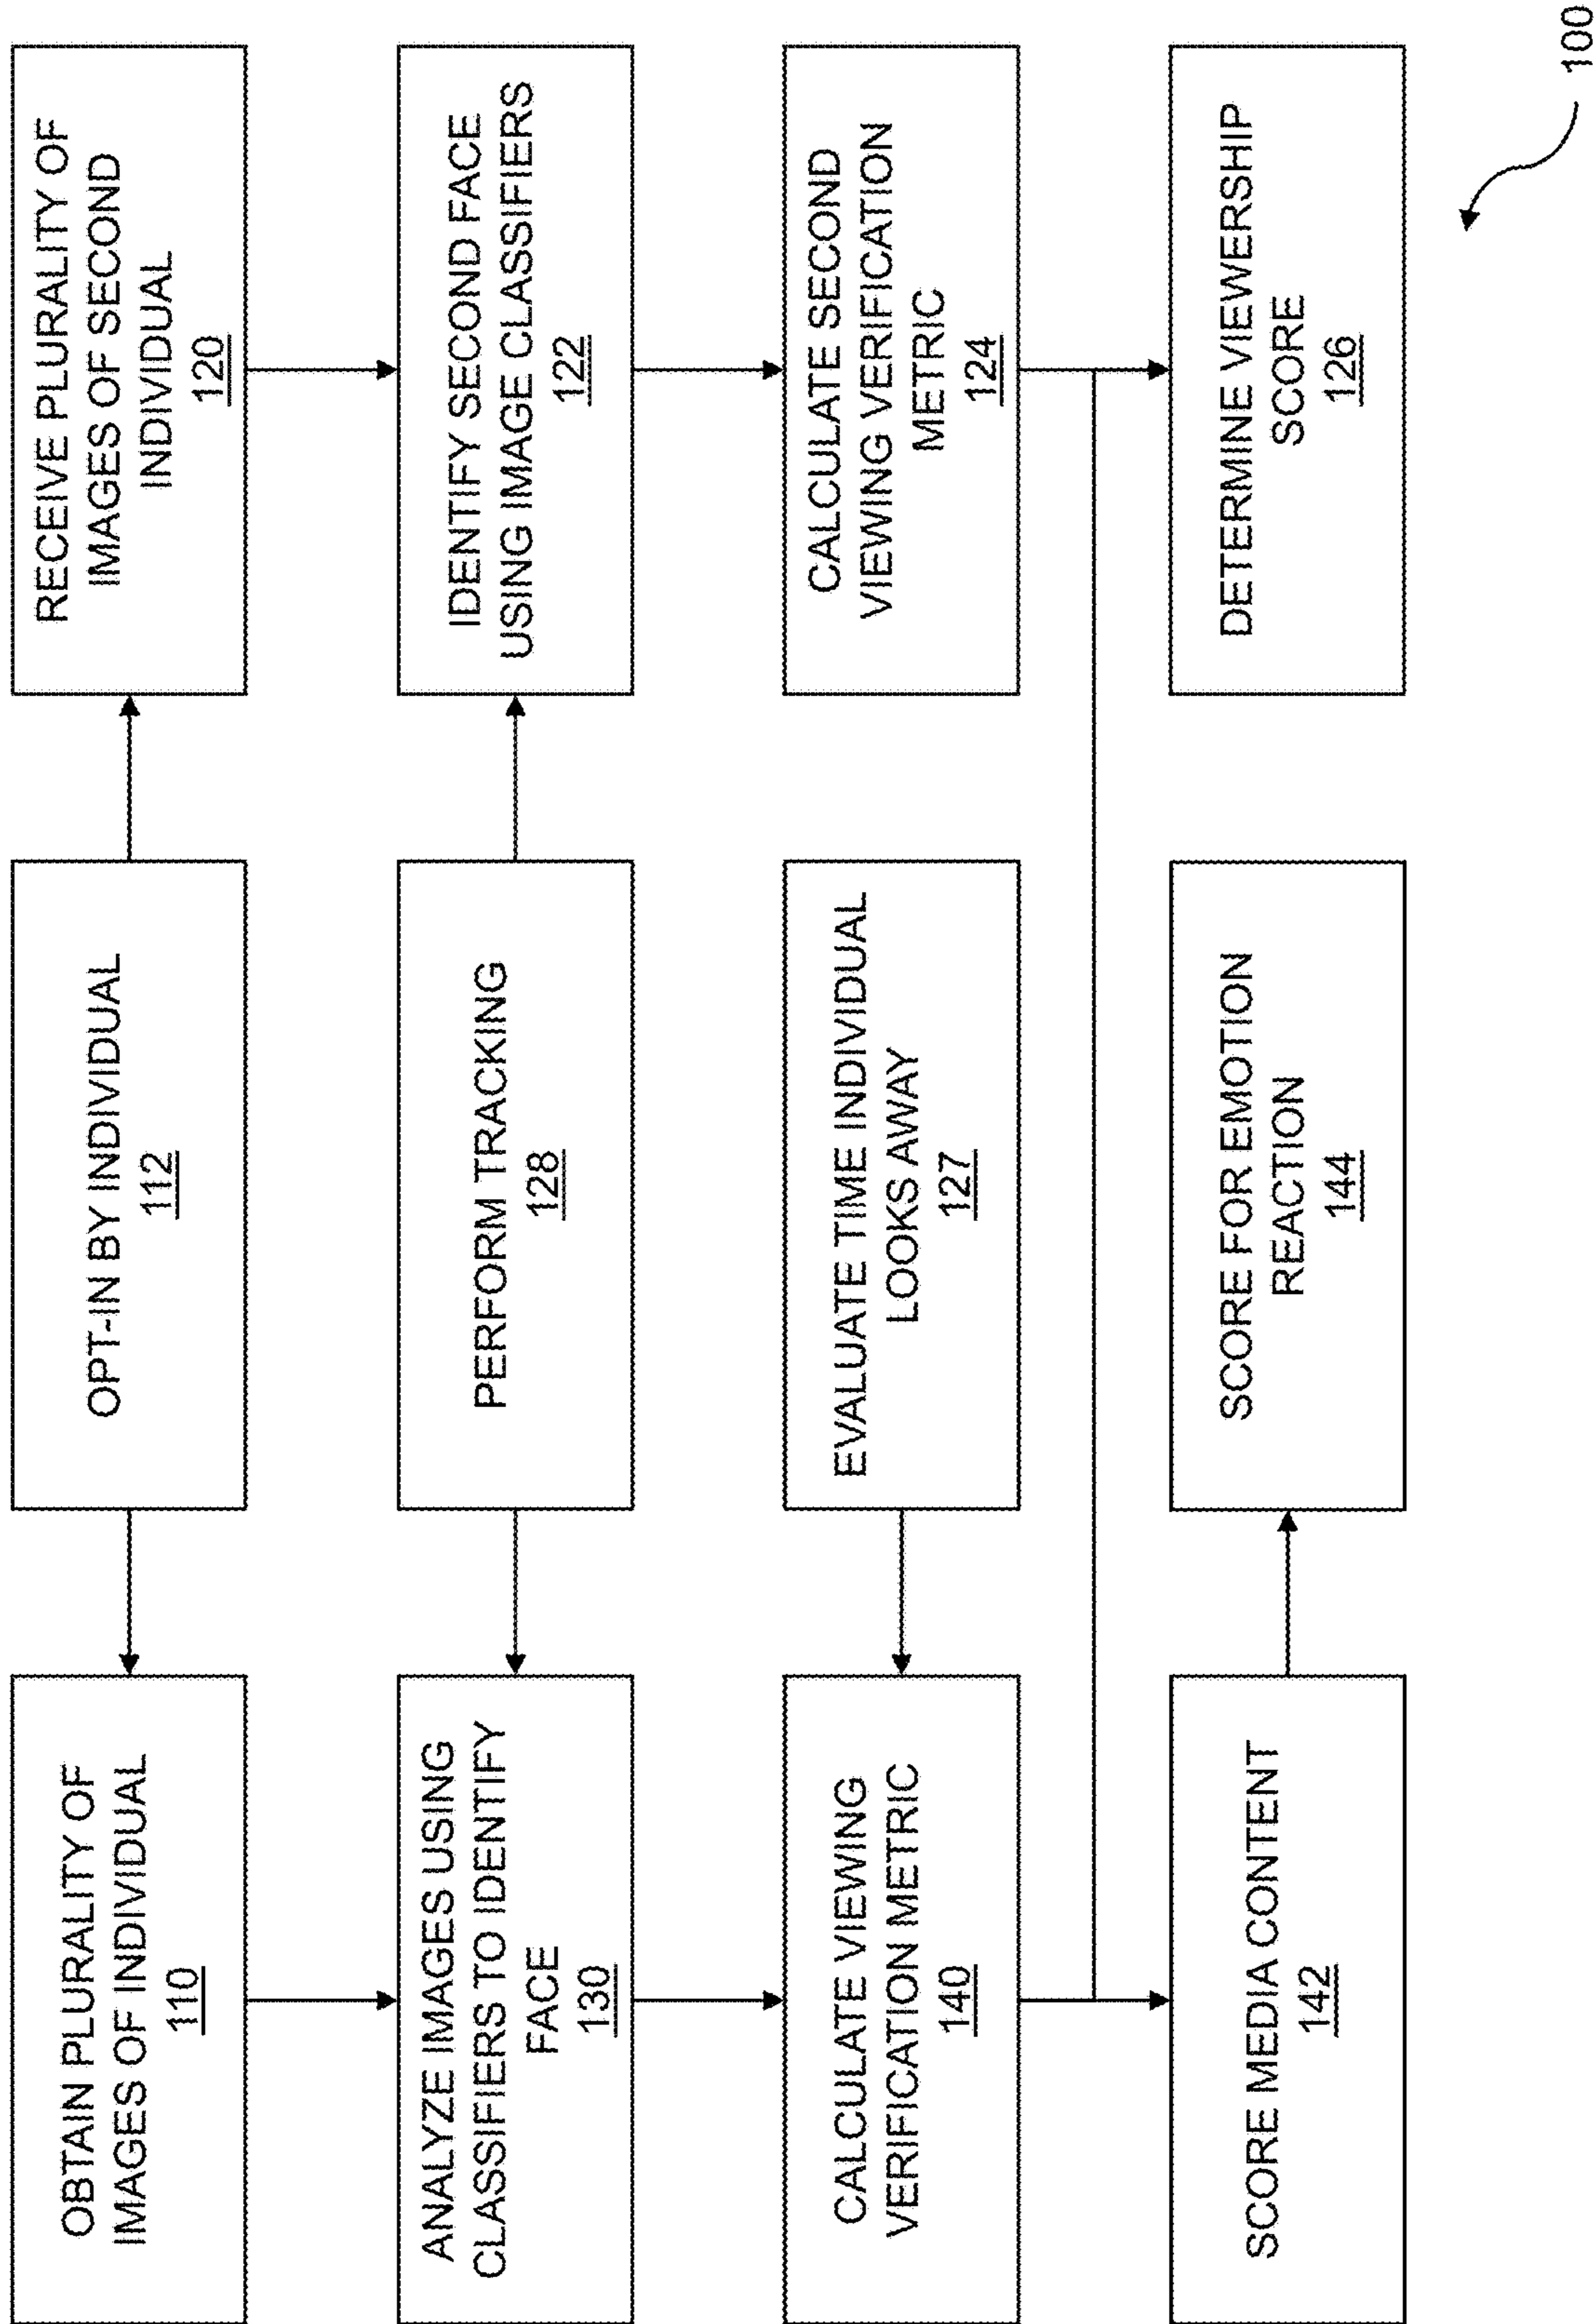 OBTAIN PLURALITY OF
IMAGES OF INDIVIDUAL
110
OPT-IN BY INDIVIDUAL
112
RECEIVE PLURALITY OF
IMAGES OF SECOND
INDIVIDUAL
120
ANALYZE IMAGES USING
CLASSIFIERS TO IDENTIFY
FACE
130
PERFORM TRACKING
128
IDENTIFY SECOND FACE
USING IMAGE CLASSIFIERS
122
CALCULATE VIEWING
VERIFICATION METRIC
140
EVALUATE TIME INDIVIDUAL
LOOKS AWAY
127
CALCULATE SECOND
VIEWING VERIFICATION
METRIC
124
SCORE MEDIA CONTENT
142
SCORE FOR EMOTION
REACTION
144
DETERMINE VIEWERSHIP
SCORE
126
100